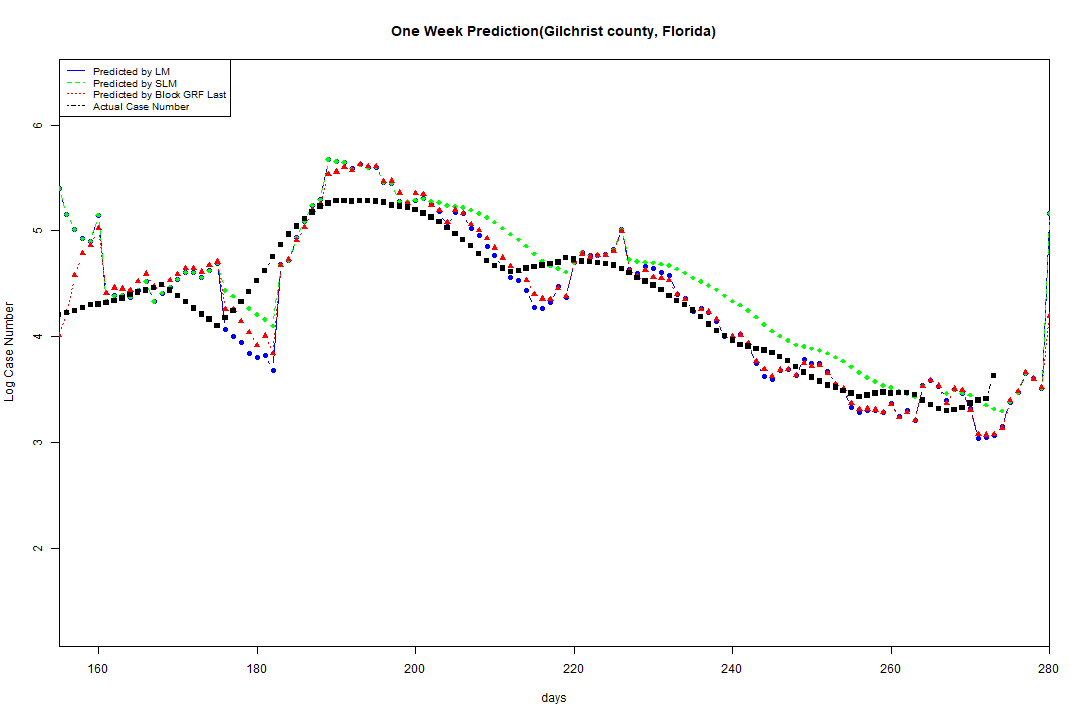 One Week Prediction(Gilchrist county, Florida)
Predicted by LM
Predicted by SLM
Predicted by Block GRF Last
Actual Case Number
6
5
4
3
2
Log Case Number
160 180 200 220 240 260 280
days